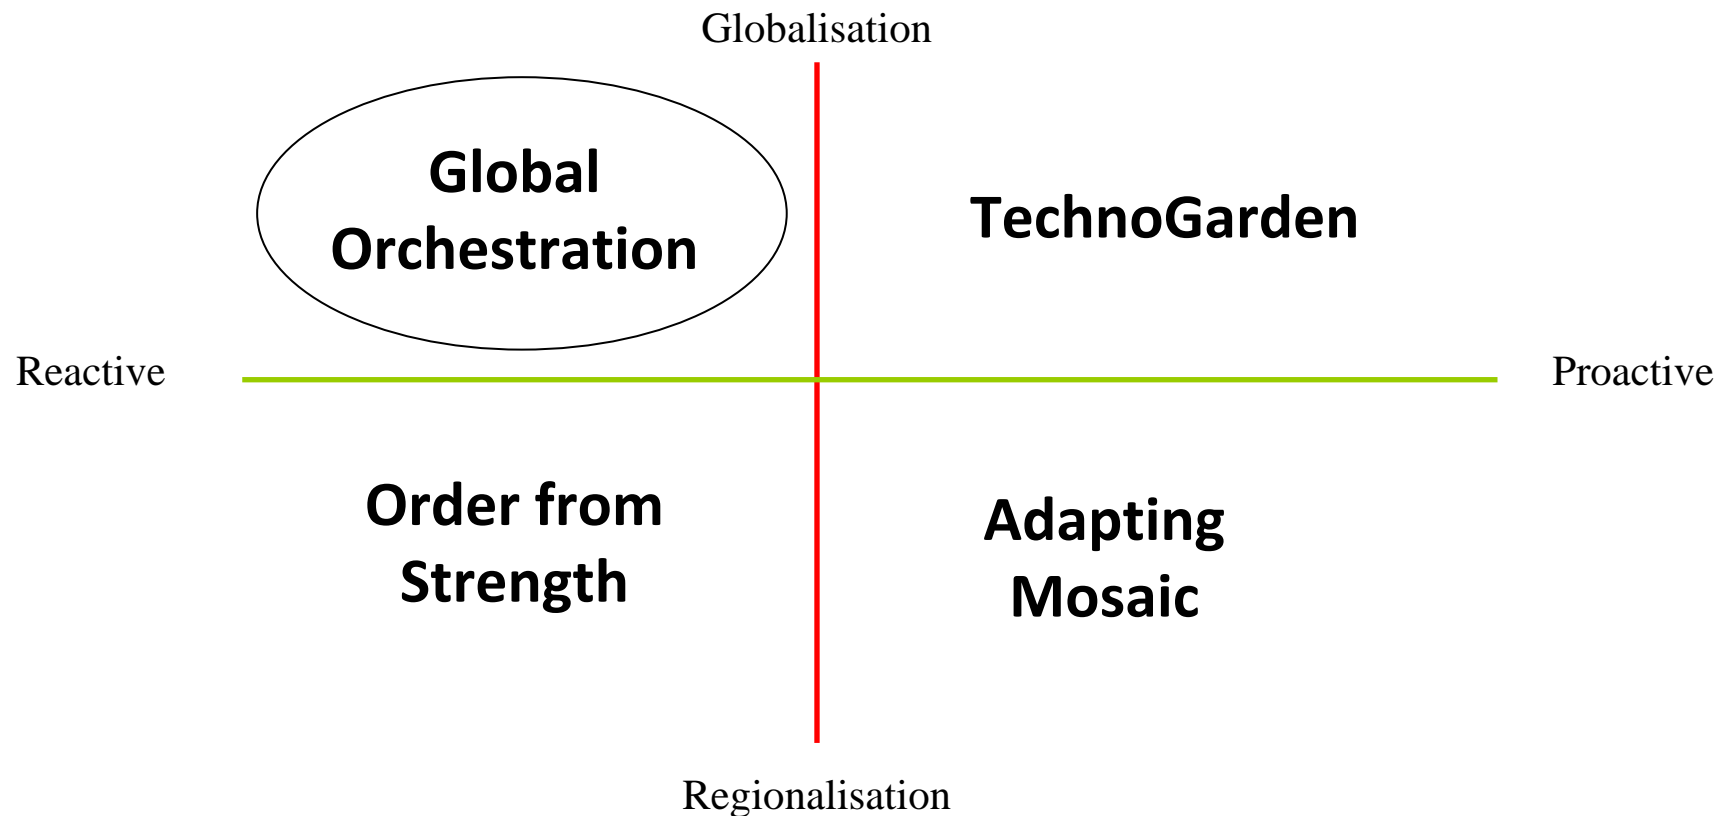 Globalisation
Global
Orchestration
TechnoGarden
Reactive
Proactive
Order from
Strength
Adapting
Mosaic
Regionalisation